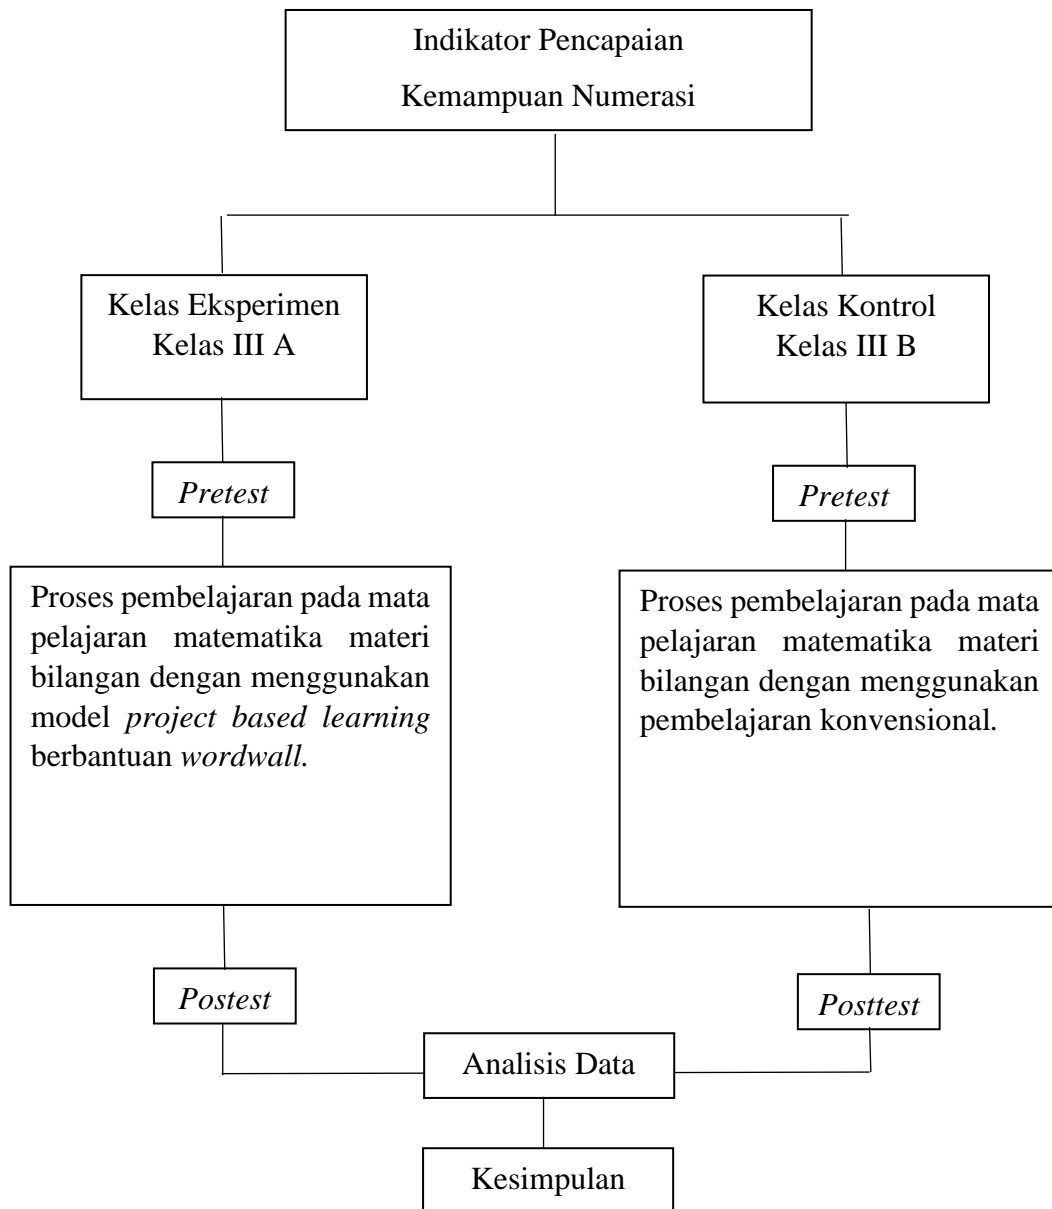 Indikator Pencapaian
Kemampuan Numerasi
Kelas Eksperimen
Kelas III A
Kelas Kontrol
Kelas III B
Pretest
Pretest
Proses pembelajaran pada mata
pelajaran matematika materi
bilangan dengan menggunakan
model project based learning
berbantuan wordwall.
Proses pembelajaran pada mata
pelajaran matematika materi
bilangan dengan menggunakan
pembelajaran konvensional.
Postest
Posttest
Analisis Data
Kesimpulan